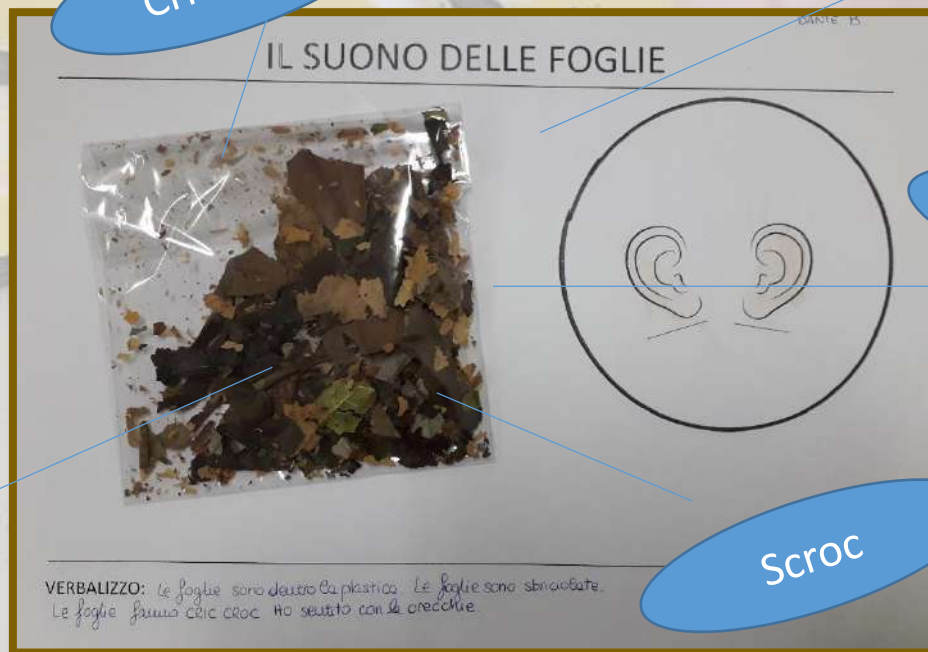 DANIE B
IL SUONO DELLE FOGLIE
Scroc
VERBALIZZO: Le foglie sono dentro la plastica. Le foglie sono sbriciolate.
Le foglie fanno CRIC CROC Ho sentito con le orecchie.